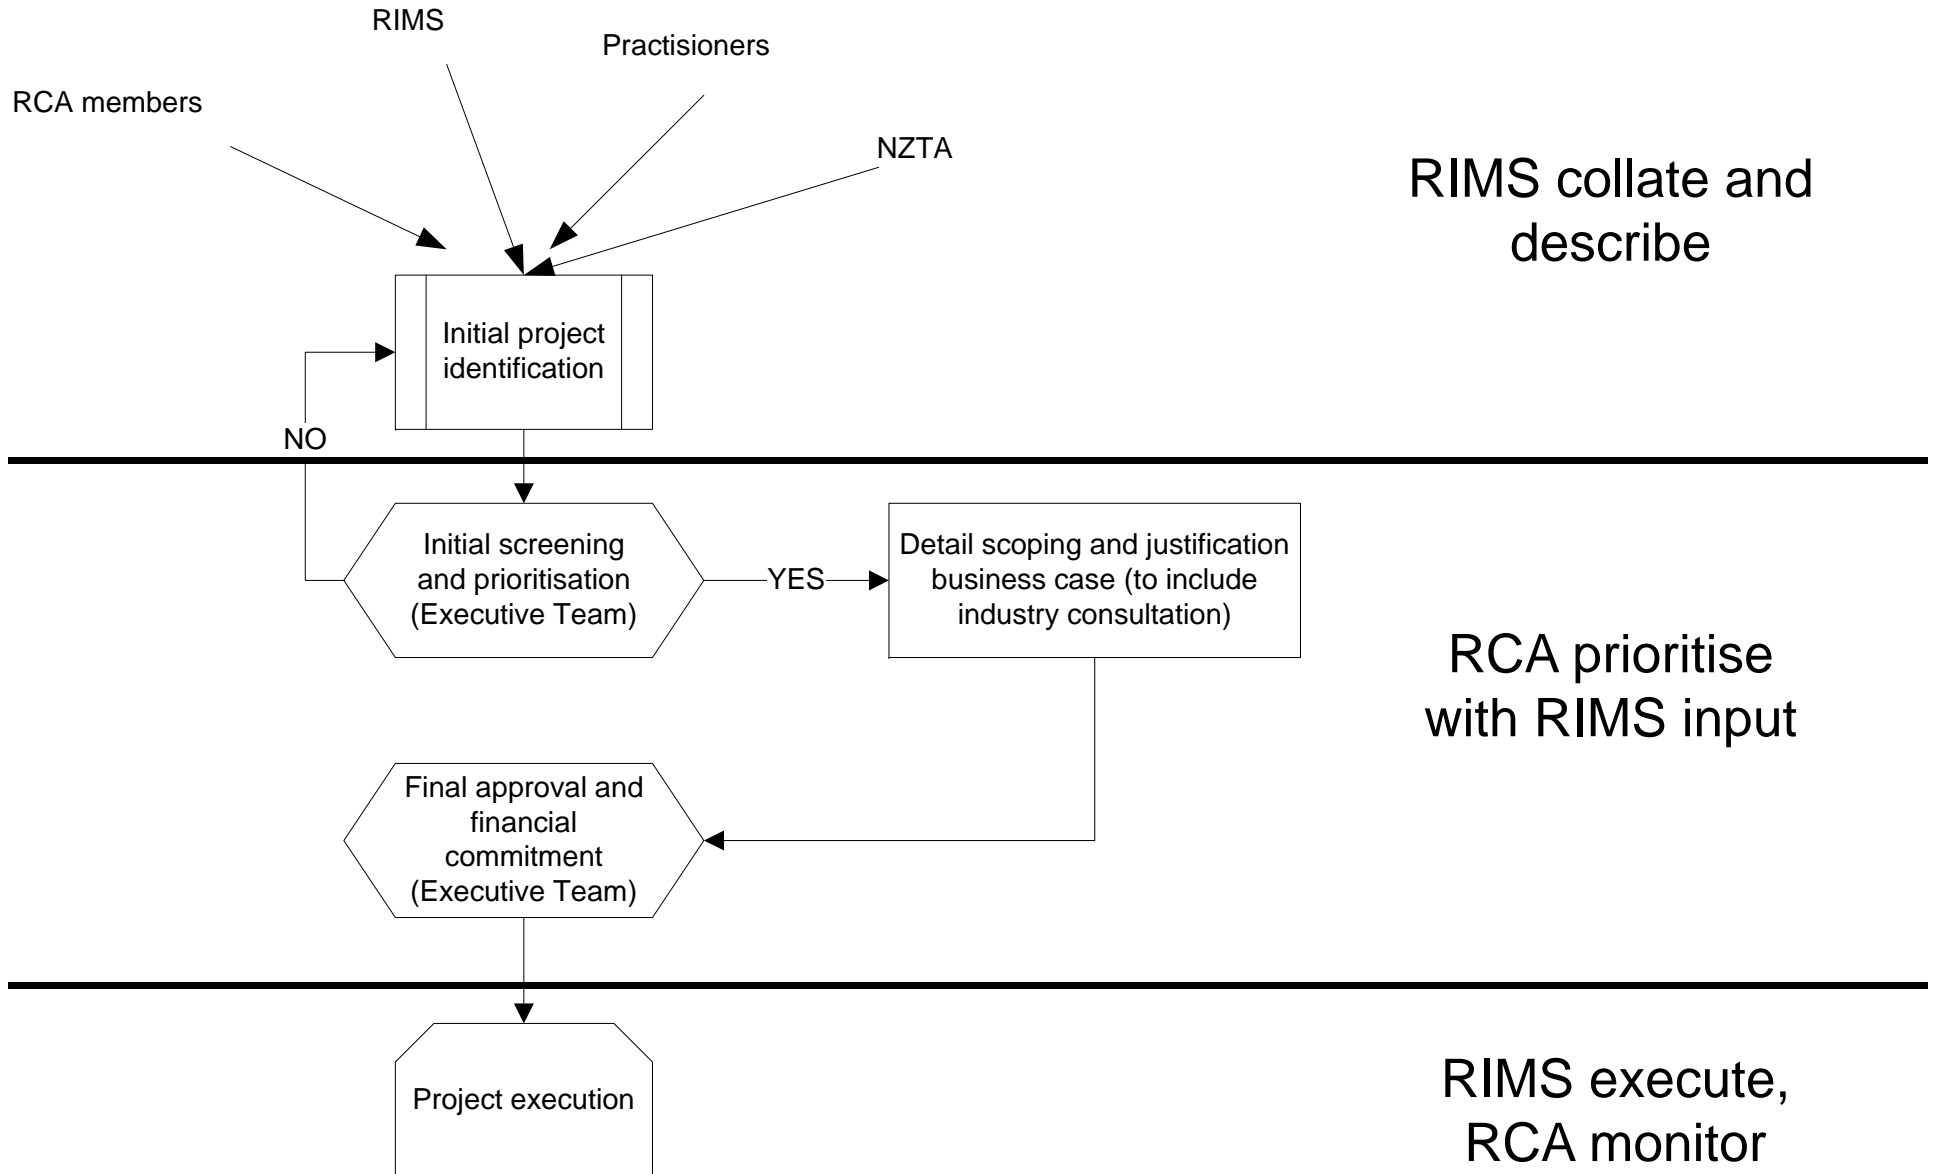 RIMS
Practisioners
RCA members
NZTA
RIMS collate and
describe
Initial project
identification
NO
Initial screening
and prioritisation
(Executive Team)
YES
Detail scoping and justification
business case (to include
industry consultation)
RCA prioritise
with RIMS input
Final approval and
financial
commitment
(Executive Team)
Project execution
RIMS execute,
RCA monitor